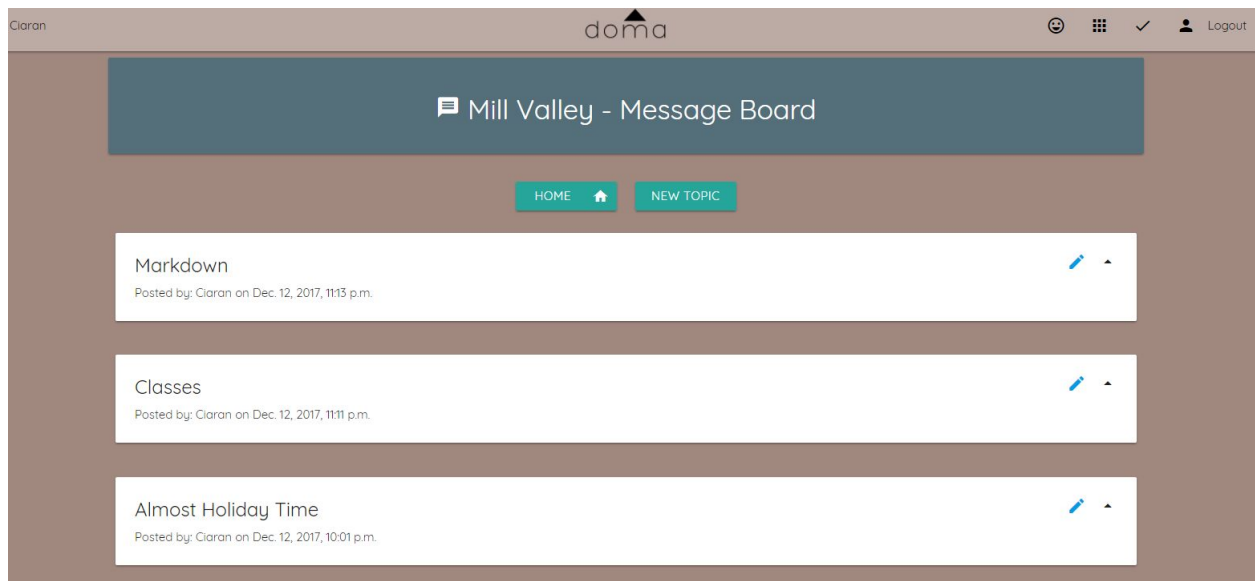 Ciaran
doma
Logout
Mill Valley - Message Board
HOME
NEW TOPIC
Markdown
Posted by: Ciaran on Dec. 12, 2017, 11:13 p.m.
Classes
Posted by: Ciaran on Dec. 12, 2017, 11:11 p.m.
Almost Holiday Time
Posted by: Ciaran on Dec. 12, 2017, 10:01 p.m.